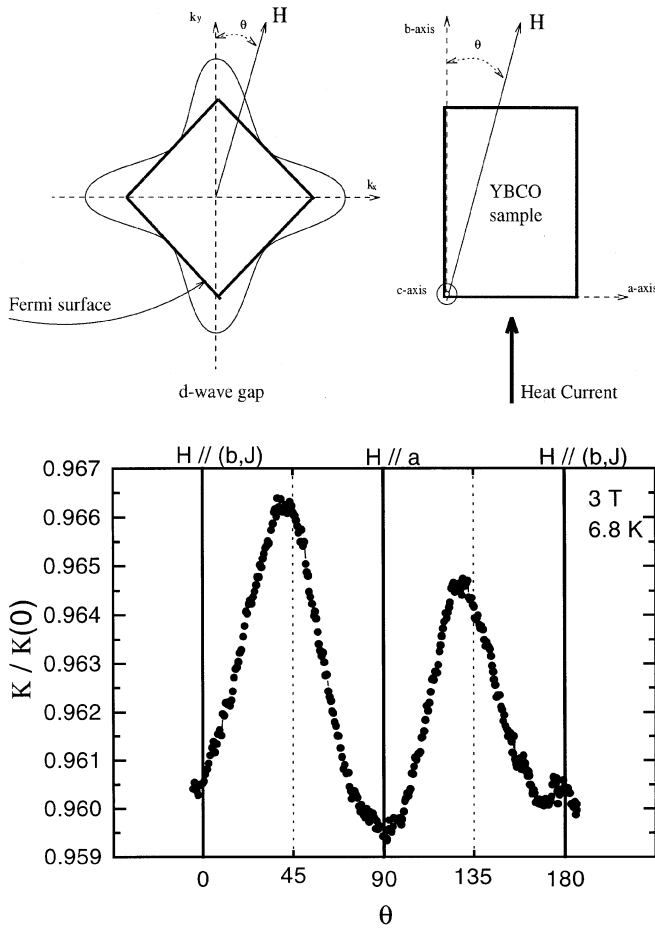 ky
θ
H
kx
Fermi surface
d-wave gap
b-axis
θ
H
YBCO
sample
c-axis
a-axis
Heat Current
H // (b,J)
H // a
H // (b,J)
0.967
0.966
0.965
0.964
0.963
0.962
0.961
0.960
0.959
K / K(0)
3 T
6.8 K
0
45
90
135
180
θ